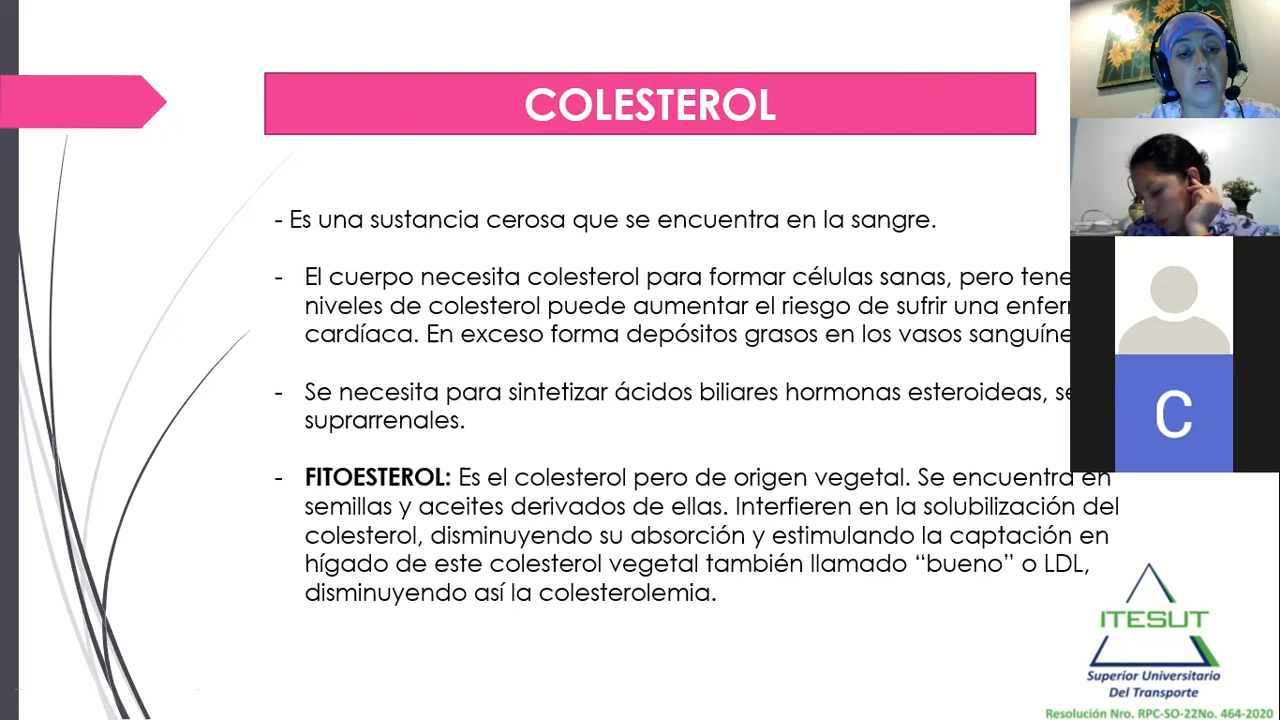 COLESTEROL
- Es una sustancia cerosa que se encuentra en la sangre.
- El cuerpo necesita colesterol para formar células sanas, pero
niveles de colesterol puede aumentar el riesgo de sufrir una
cardíaca. En exceso forma depósitos grasos en los vasos
- Se necesita para sintetizar ácidos biliares hormonas esteroideas,
suprarrenales.
- FITOESTEROL: Es el colesterol pero de origen vegetal. Se encuentra en
semillas y aceites derivados de ellas. Interfieren en la solubilización del
colesterol, disminuyendo su absorción y estimulando la captación en
hígado de este colesterol vegetal también llamado “bueno” o LDL,
disminuyendo así la colesterolemia.
C
ITESUT
Superior Universitario
Del Transporte
Resolución Nro. RPC-SO-22No. 464-2020